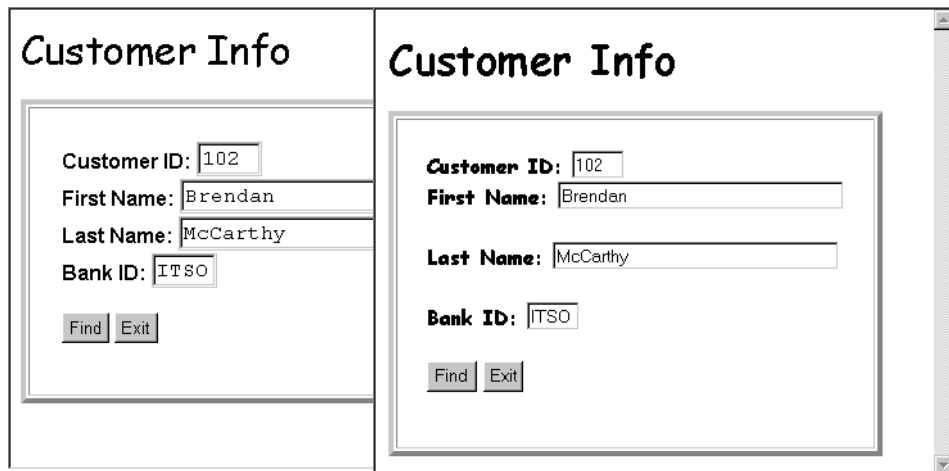 Customer Info
Customer ID: 102
First Name: Brendan
Last Name: McCarthy
Bank ID: ITSO
Find Exit
Customer Info
Customer ID: 102
First Name: Brendan
Last Name: McCarthy
Bank ID: ITSO
Find Exit